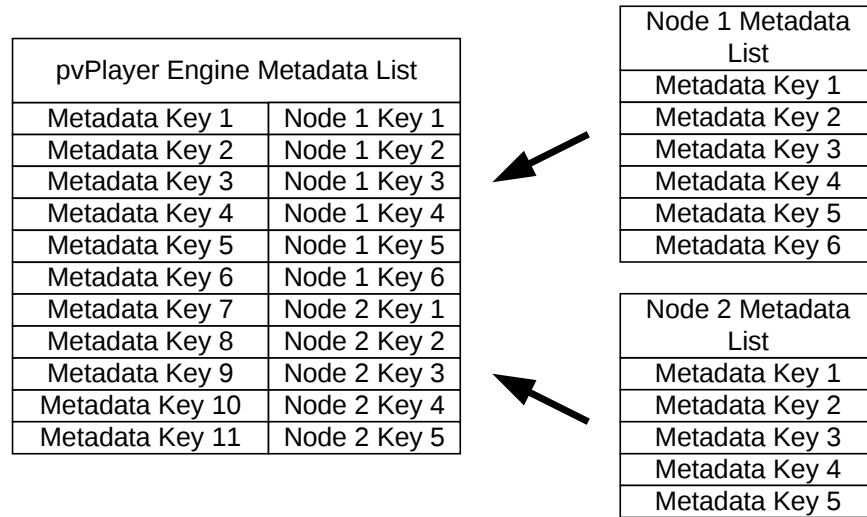 pvPlayer Engine Metadata List
Metadata Key 1 Node 1 Key 1
Metadata Key 2 Node 1 Key 2
Metadata Key 3 Node 1 Key 3
Metadata Key 4 Node 1 Key 4
Metadata Key 5 Node 1 Key 5
Metadata Key 6 Node 1 Key 6
Metadata Key 7 Node 2 Key 1
Metadata Key 8 Node 2 Key 2
Metadata Key 9 Node 2 Key 3
Metadata Key 10 Node 2 Key 4
Metadata Key 11 Node 2 Key 5
Node 1 Metadata
List
Metadata Key 1
Metadata Key 2
Metadata Key 3
Metadata Key 4
Metadata Key 5
Metadata Key 6
Node 2 Metadata
List
Metadata Key 1
Metadata Key 2
Metadata Key 3
Metadata Key 4
Metadata Key 5